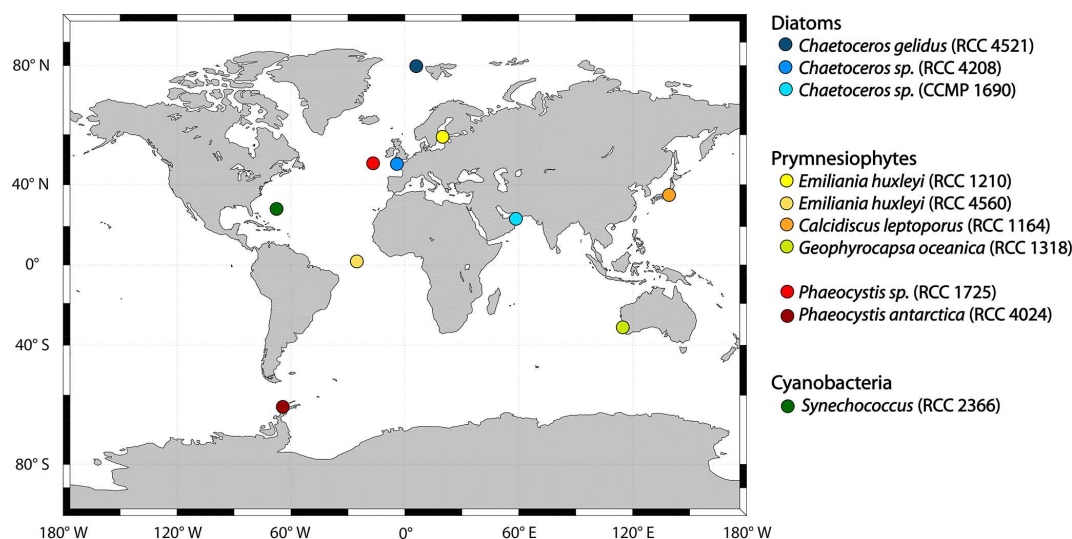 Diatoms
Chaetoceros gelidus (RCC 4521)
Chaetoceros sp. (RCC 4208)
Chaetoceros sp. (CCMP 1690)
Prymnesiophytes
Emiliania huxleyi (RCC 1210)
Emiliania huxleyi (RCC 4560)
Calcidiscus leptoporus (RCC 1164)
Geophyrocapsa oceanica (RCC 1318)
Phaeocystis sp. (RCC 1725)
Phaeocystis antarctica (RCC 4024)
Cyanobacteria
Synechococcus (RCC 2366)
80° N
40° N
0°
40° S
80° S
180° W
120° W
60° W
0°
60° E
120° E
180° W